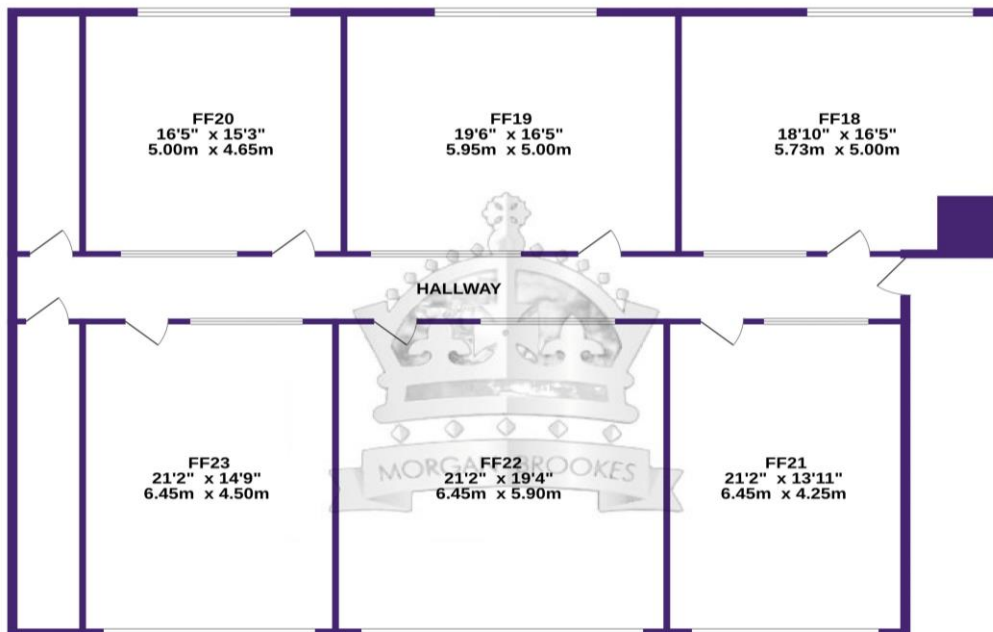 FF20
16'5" x 15'3"
5.00m x 4.65m
FF19
19'6" x 16'5"
5.95m x 5.00m
FF18
18'10" x 16'5"
5.73m x 5.00m
HALLWAY
FF23
21'2" x 14'9"
6.45m x 4.50m
FF22
21'2" x 19'4"
6.45m x 5.90m
FF21
21'2" x 13'11"
6.45m x 4.25m
MORGAN BROOKES